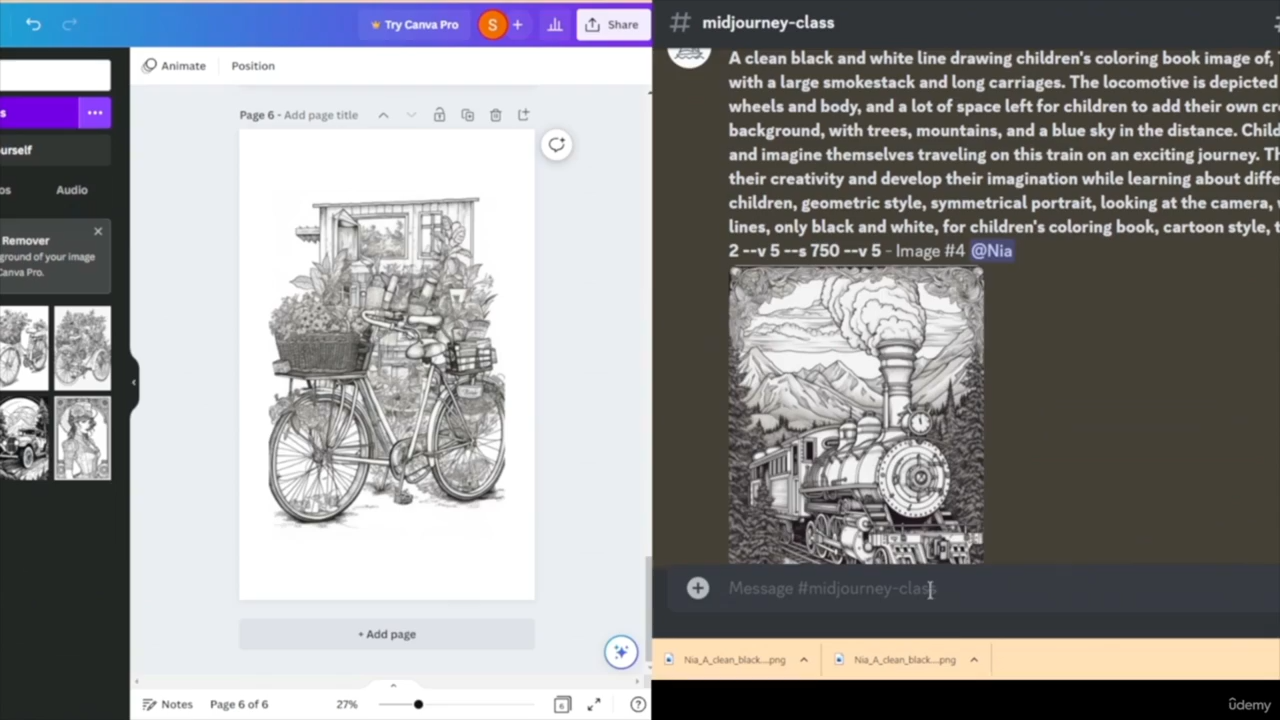 Try Canva Pro
S
+
Share
s
ourself
os
Audio
Remover
ground of your image
Canva Pro.
Animate
Position
Page 6 - Add page title
+ Add page
Notes
Page 6 of 6
27%
6
?
# midjourney-class
A clean black and white line drawing children's coloring book image of,
with a large smokestack and long carriages. The locomotive is depicted
wheels and body, and a lot of space left for children to add their own cr
background, with trees, mountains, and a blue sky in the distance. Child
and imagine themselves traveling on this train on an exciting journey. Th
their creativity and develop their imagination while learning about diffe
children, geometric style, symmetrical portrait, looking at the camera,
lines, only black and white, for children's coloring book, cartoon style, t
2 --v 5 --s 750 --v 5 - Image #4 @Nia
Message #midjourney-class
Nia_A_clean_black....png
Nia_A_clean_black....png
ûdemy